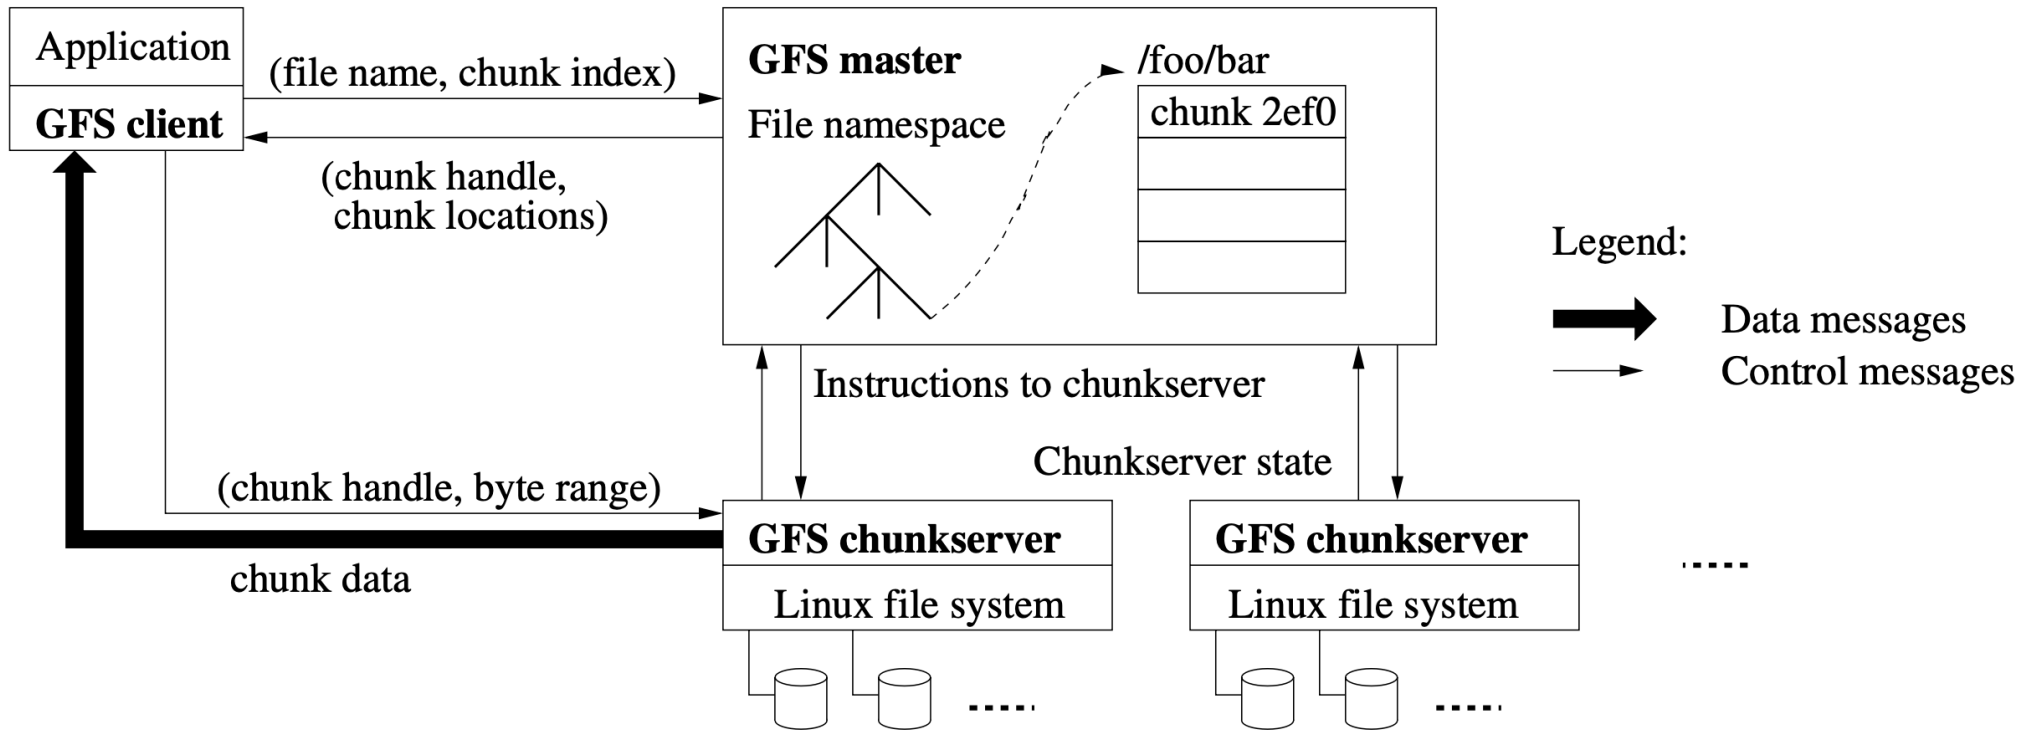 Application
GFS client
(file name, chunk index)
(chunk handle,
chunk locations)
GFS master
File namespace
/foo/bar
chunk 2ef0
Legend:
Data messages
Control messages
Instructions to chunkserver
Chunkserver state
(chunk handle, byte range)
chunk data
GFS chunkserver
Linux file system
GFS chunkserver
Linux file system